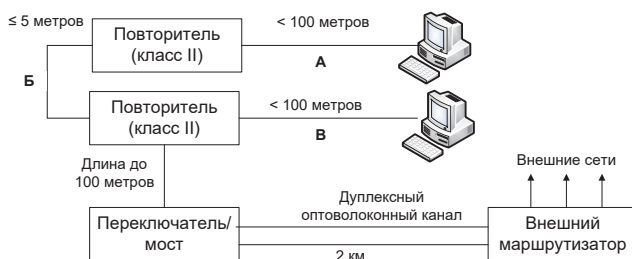 ≤ 5 метров
Повторитель
(класс II)
< 100 метров
А
Б
Повторитель
(класс II)
< 100 метров
В
Длина до
100 метров
Внешние сети
Дуплексный
оптоволоконный канал
Переключатель/
мост
Внешний
маршрутизатор
2 км